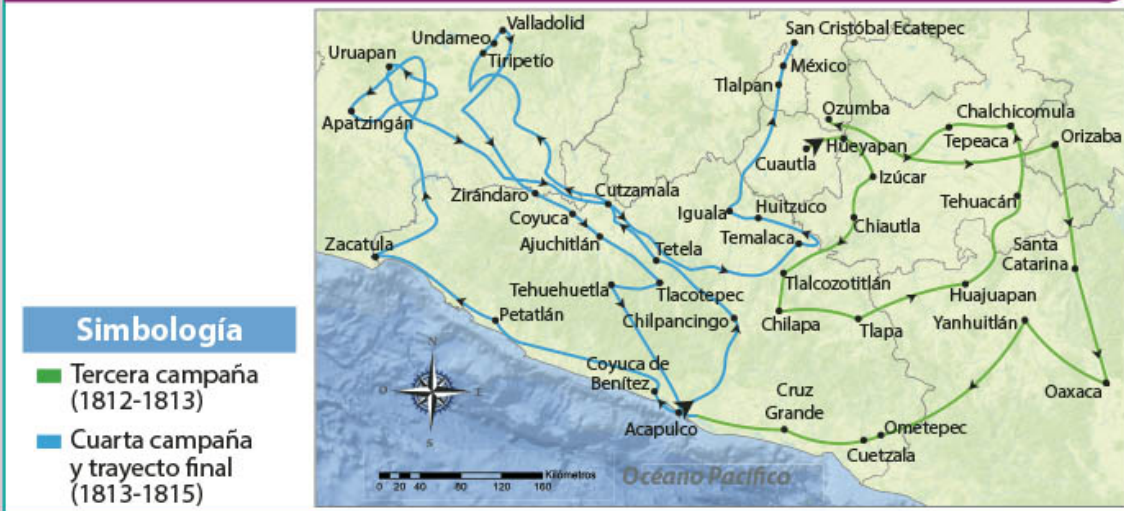 Valladolid
San Cristóbal Ecatepec
Undameo
Uruapan
Tiripetío
México
Tlalpan
Ozumba
Chalchicomula
Apatzingán
Tepeaca
Orizaba
Hueyapan
Cuautla
Izúcar
Zirándaro
Cutzamala
Iguala
Huitzuco
Tehuacán
Coyuca
Chiautla
Ajuchitlán
Temalaca
Zacatula
Tetela
Santa
Catarina
Tlalcozotitlán
Tehuehuetla
Tlacotepec
Huajuapan
Petatlán
Chilpancingo
Chilapa
Tlapa
Yanhuitlán
Simbología
N
Coyuca de
Benítez
O
E
Cruz
Grande
Oaxaca
Tercera campaña
(1812-1813)
S
Acapulco
Ometepec
Cuetzala
Cuarta campaña
y trayecto final
(1813-1815)
Kilómetros
0 20 40 80 120 160
Océano Pacífico